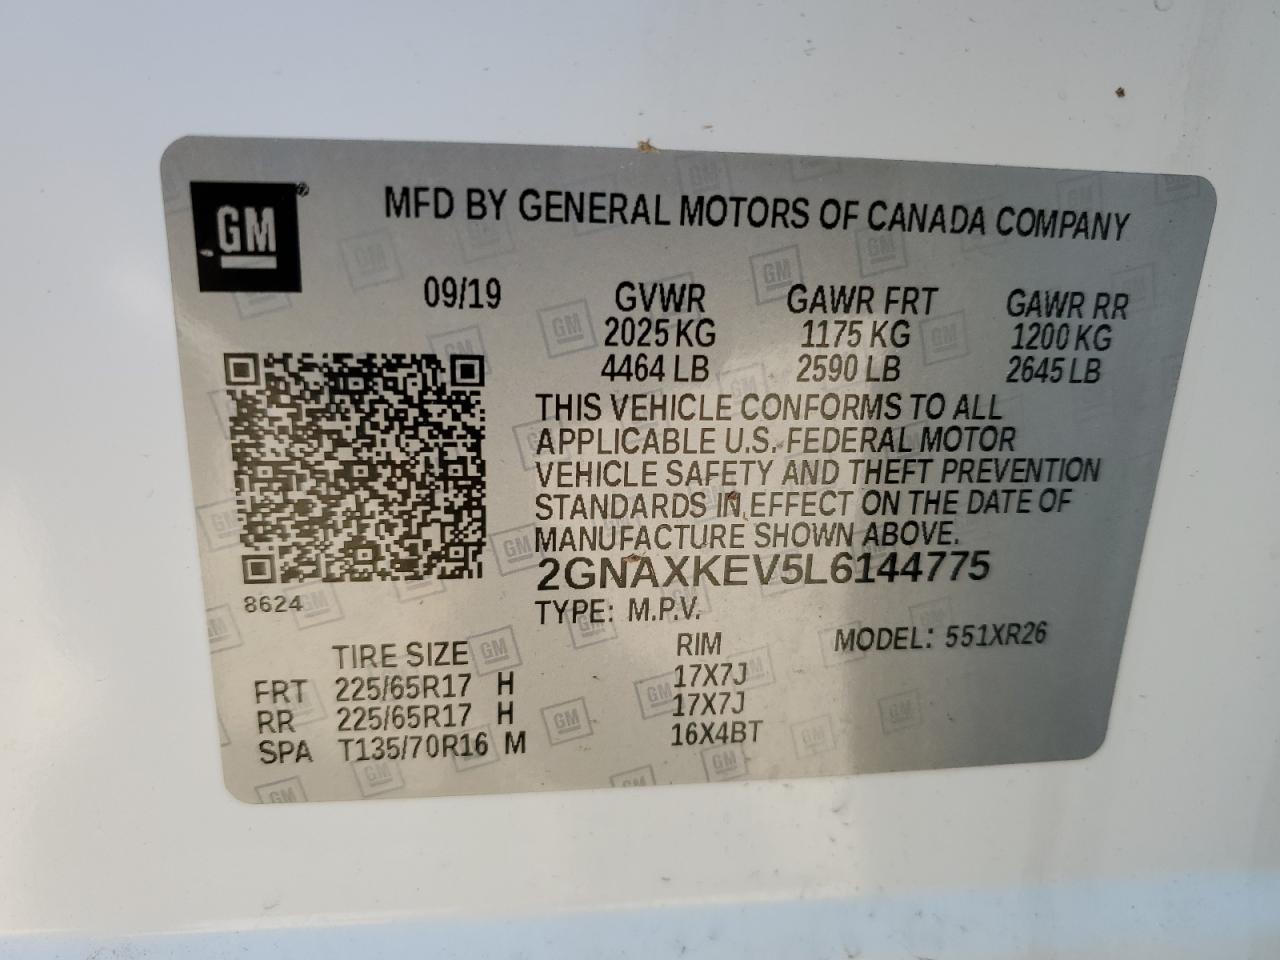 GM
MFD BY GENERAL MOTORS OF CANADA COMPANY
09/19
GVWR
2025 KG
4464 LB
GAWR FRT
1175 KG
2590 LB
GAWR RR
1200 KG
2645 LB
THIS VEHICLE CONFORMS TO ALL
APPLICABLE U.S. FEDERAL MOTOR
VEHICLE SAFETY AND THEFT PREVENTION
STANDARDS IN EFFECT ON THE DATE OF
MANUFACTURE SHOWN ABOVE.
2GNAXKEV5L6144775
8624
TYPE: M.P.V.
MODEL: 551XR26
TIRE SIZE RIM
FRT 225/65R17 H 17X7J
RR 225/65R17 H 17X7J
SPA T135/70R16 M 16X4BT